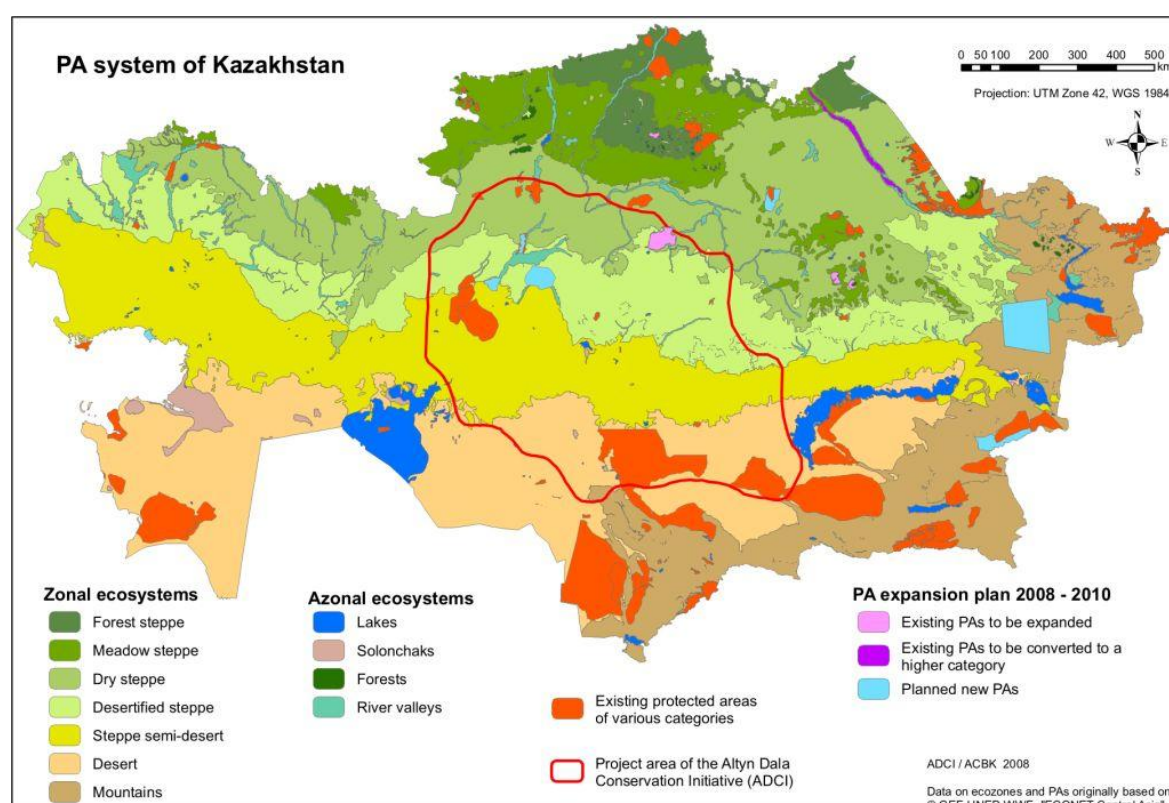 PA system of Kazakhstan
0 50 100 200 300 400 500
km
Projection: UTM Zone 42, WGS 1984
N
W E
S
Zonal ecosystems
Forest steppe
Meadow steppe
Dry steppe
Desertified steppe
Steppe semi-desert
Desert
Mountains
Azonal ecosystems
Lakes
Solonchaks
Forests
River valleys
Existing protected areas
of various categories
Project area of the Altyn Dala
Conservation Initiative (ADCI)
PA expansion plan 2008 - 2010
Existing PAs to be expanded
Existing PAs to be converted to a
higher category
Planned new PAs
ADCI / ACBK 2008
Data on ecozones and PAs originally based on